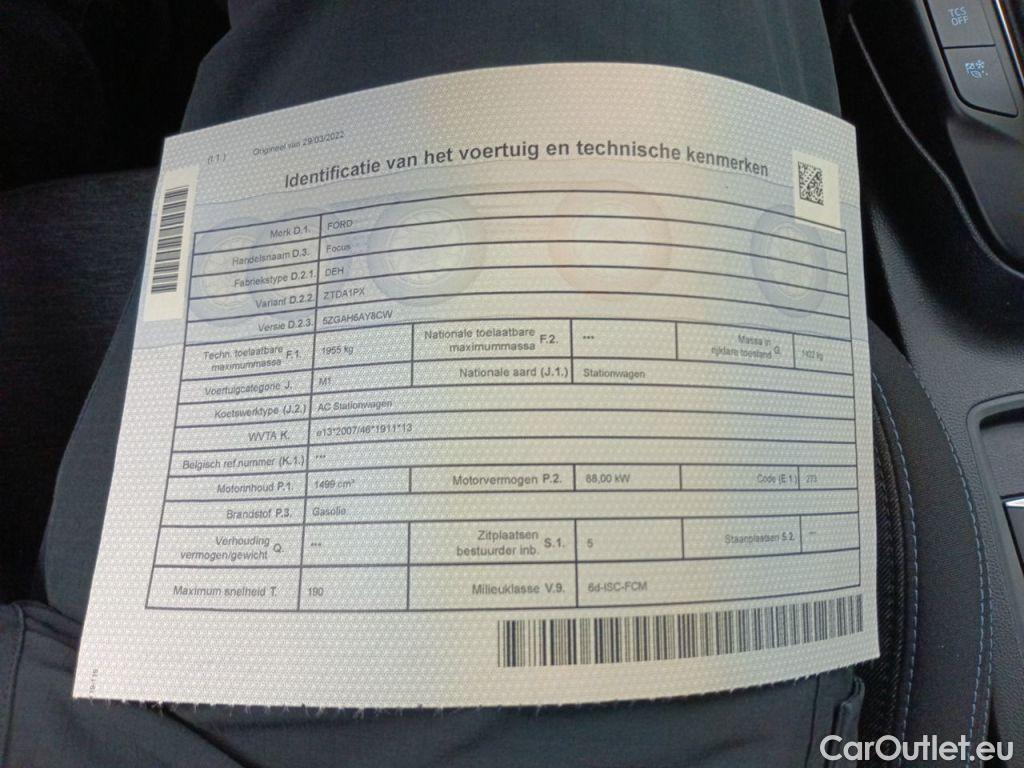 TCS
OFF
(I.1.) Origineel van 29/03/2022
Identificatie van het voertuig en technische kenmerken
Merk D.1. FORD
Handelsnaam D.3. Focus
Fabriekstype D.2.1. DEH
Variant D.2.2. ZTDA1PX
Versie D.2.3. 5ZGAH6AY8CW
Techn. toelaatbare maximummassa F.1. 1955 kg Nationale toelaatbare maximummassa F.2. *** Massa in rijklare toestand G. 1422 kg
Voertuigcategorie J. M1 Nationale aard (J.1.) Stationwagen
Koetswerktype (J.2.) AC Stationwagen
WVTA K. e13*2007/46*1911*13
Belgisch ref.nummer (K.1.) ***
Motorinhoud P.1. 1499 cm³ Motorvermogen P.2. 88,00 kW Code (E.1.) 273
Brandstof P.3. Gasolie
Verhouding vermogen/gewicht Q. *** Zitplaatsen bestuurder inb. S.1. 5 Staanplaatsen S.2. ***
Maximum snelheid T. 190 Milieuklasse V.9. 6d-ISC-FCM
CarOutlet.eu